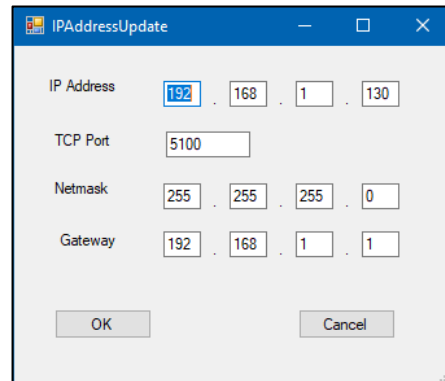 IPAddressUpdate
IP Address 192 . 168 . 1 . 130
TCP Port 5100
Netmask 255 . 255 . 255 . 0
Gateway 192 . 168 . 1 . 1
OK Cancel